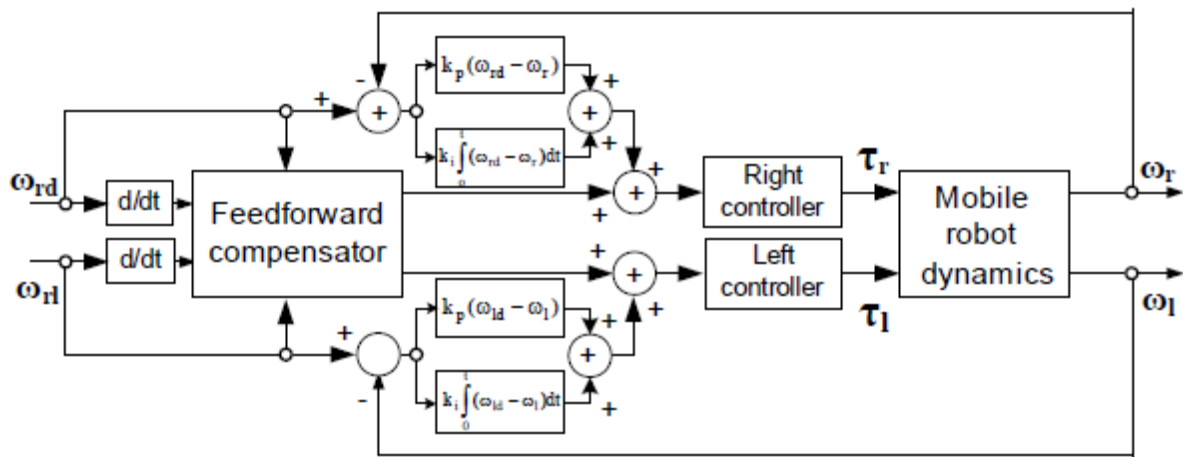 -
k_p(ω_rd − ω_r)
+
+
+
+
k_i ∫_0^t (ω_rd − ω_r)dt
+
ω_rd
d/dt
Feedforward
compensator
+
+
+
Right
controller
τ_r
Mobile
robot
dynamics
ω_r
d/dt
+
+
Left
controller
ω_rl
τ_l
ω_l
k_p(ω_ld − ω_l)
+
+
+
+
-
k_i ∫_0^t (ω_ld − ω_l)dt
+